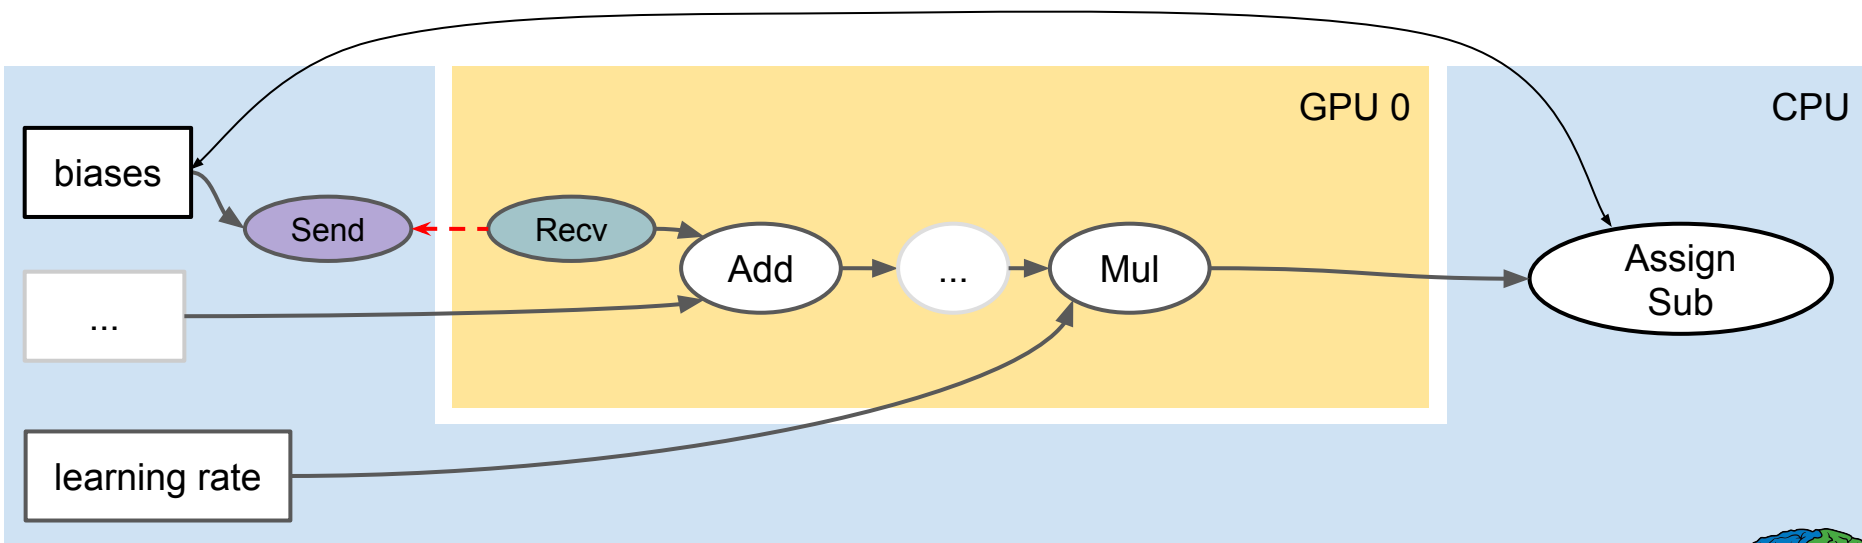 GPU 0
CPU
biases
Send
Recv
Add
...
Mul
Assign
Sub
...
learning rate